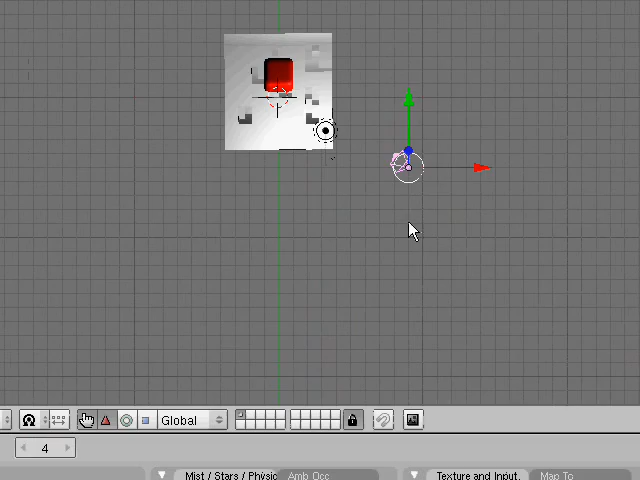 Global
4
Mist / Stars / Physic
Amb Occ
Texture and Input
Map To